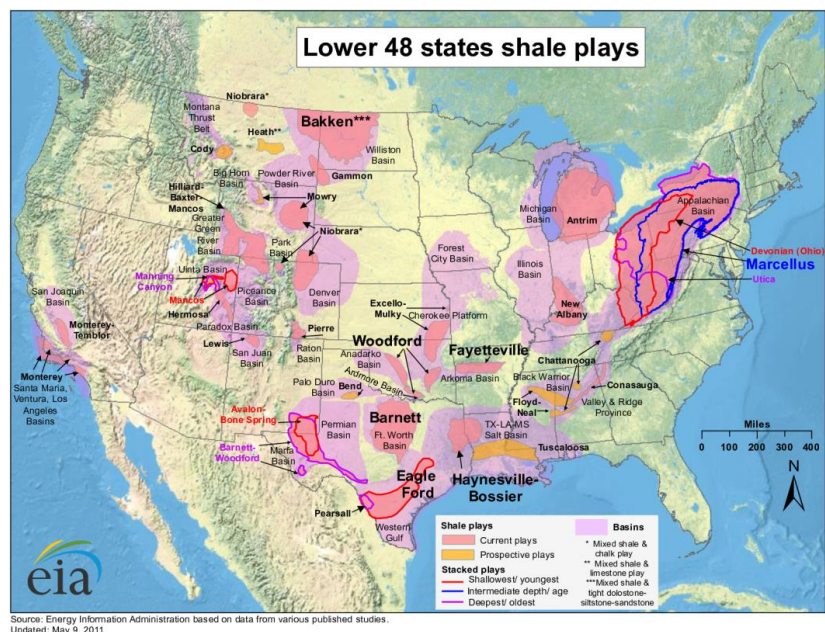 Lower 48 states shale plays
Niobrara*
Montana
Thrust
Belt
Bakken***
Heath**
Cody
Williston
Basin
Big Horn
Basin
Powder River
Basin
Gammon
Hilliard-
Baxter-
Mancos
Mowry
Greater
Green
River
Basin
Niobrara*
Park
Basin
Michigan
Basin
Antrim
Appalachian
Basin
Devonian (Ohio)
Marcellus
Utica
Forest
City Basin
Illinois
Basin
Uinta Basin
Manning
Canyon
Mancos
Piceance
Basin
Denver
Basin
San Joaquin
Basin
Hermosa
Paradox Basin
Excello-
Mulky
Cherokee Platform
New
Albany
Monterey-
Temblor
Pierre
Lewis
San Juan
Basin
Raton
Basin
Woodford
Anadarko
Basin
Fayetteville
Chattanooga
Monterey
Santa Maria,
Ventura, Los
Angeles
Basins
Palo Duro
Basin
Bend
Ardmore Basin
Arkoma Basin
Black Warrior
Basin
Conasauga
Floyd-
Neal
Valley & Ridge
Province
Avalon-
Bone Spring
Permian
Basin
Barnett
Ft. Worth
Basin
TX-LA-MS
Salt Basin
Tuscaloosa
Barnett-
Woodford
Marfa
Basin
Eagle
Ford
Haynesville-
Bossier
Pearsall
Western
Gulf
Miles
0 100 200 300 400
N
Shale plays
Current plays
Prospective plays
Stacked plays
Shallowest/ youngest
Intermediate depth/ age
Deepest/ oldest
Basins
* Mixed shale &
chalk play
** Mixed shale &
limestone play
***Mixed shale &
tight dolostone-
siltstone-sandstone
eia
Source: Energy Information Administration based on data from various published studies.
Updated: May 9, 2011